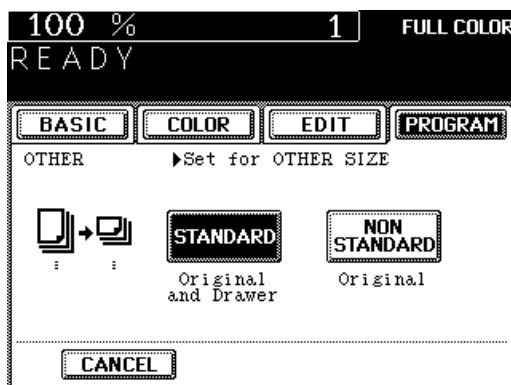 100 % 1 FULL COLOR
READY
BASIC COLOR EDIT PROGRAM
OTHER ▶Set for OTHER SIZE
STANDARD
NON
STANDARD
: :
Original
and Drawer
Original
CANCEL